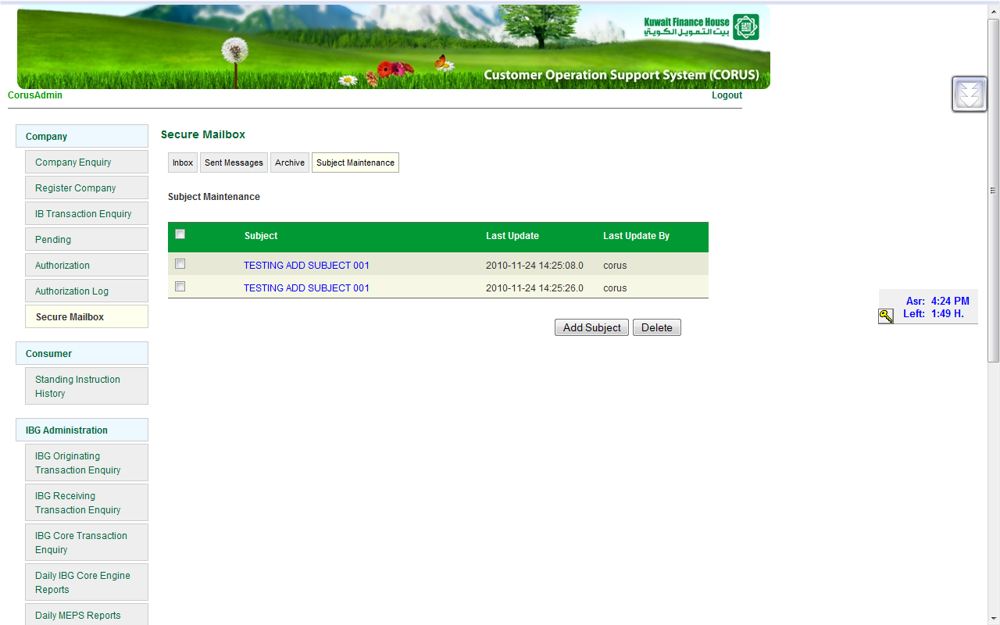 Kuwait Finance House
بيت التمويل الكويتي
Customer Operation Support System (CORUS)
CorusAdmin
Logout
Company
Company Enquiry
Register Company
IB Transaction Enquiry
Pending
Authorization
Authorization Log
Secure Mailbox
Consumer
Standing Instruction
History
IBG Administration
IBG Originating
Transaction Enquiry
IBG Receiving
Transaction Enquiry
IBG Core Transaction
Enquiry
Daily IBG Core Engine
Reports
Daily MEPS Reports
Secure Mailbox
Inbox Sent Messages Archive Subject Maintenance
Subject Maintenance
Subject Last Update Last Update By
TESTING ADD SUBJECT 001 2010-11-24 14:25:08.0 corus
TESTING ADD SUBJECT 001 2010-11-24 14:25:26.0 corus
Add Subject Delete
Asr: 4:24 PM
Left: 1:49 H.